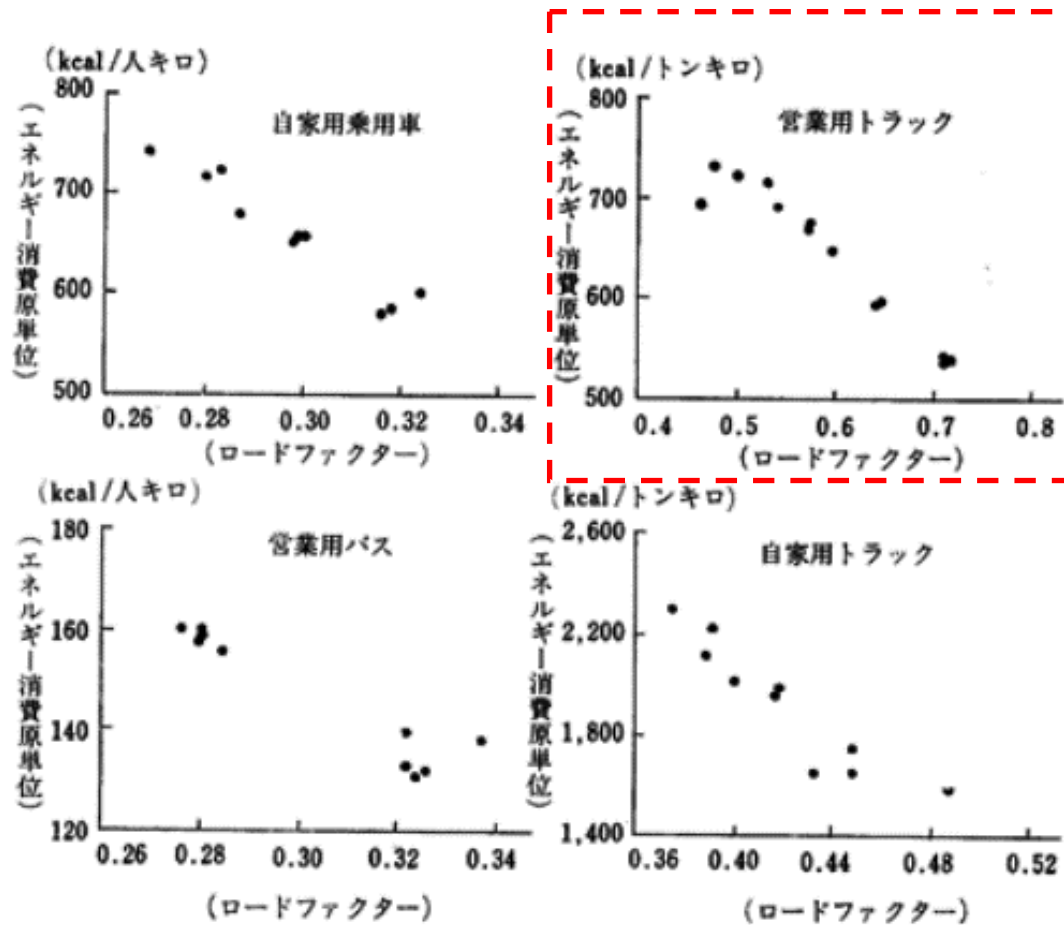 (kcal/人キロ)
800
700
600
500
(エネルギー消費原単位)
自家用乗用車
0.26 0.28 0.30 0.32 0.34
(ロードファクター)
(kcal/トンキロ)
800
700
600
500
(エネルギー消費原単位)
営業用トラック
0.4 0.5 0.6 0.7 0.8
(ロードファクター)
(kcal/人キロ)
180
160
140
120
(エネルギー消費原単位)
営業用バス
0.26 0.28 0.30 0.32 0.34
(ロードファクター)
(kcal/トンキロ)
2,600
2,200
1,800
1,400
(エネルギー消費原単位)
自家用トラック
0.36 0.40 0.44 0.48 0.52
(ロードファクター)